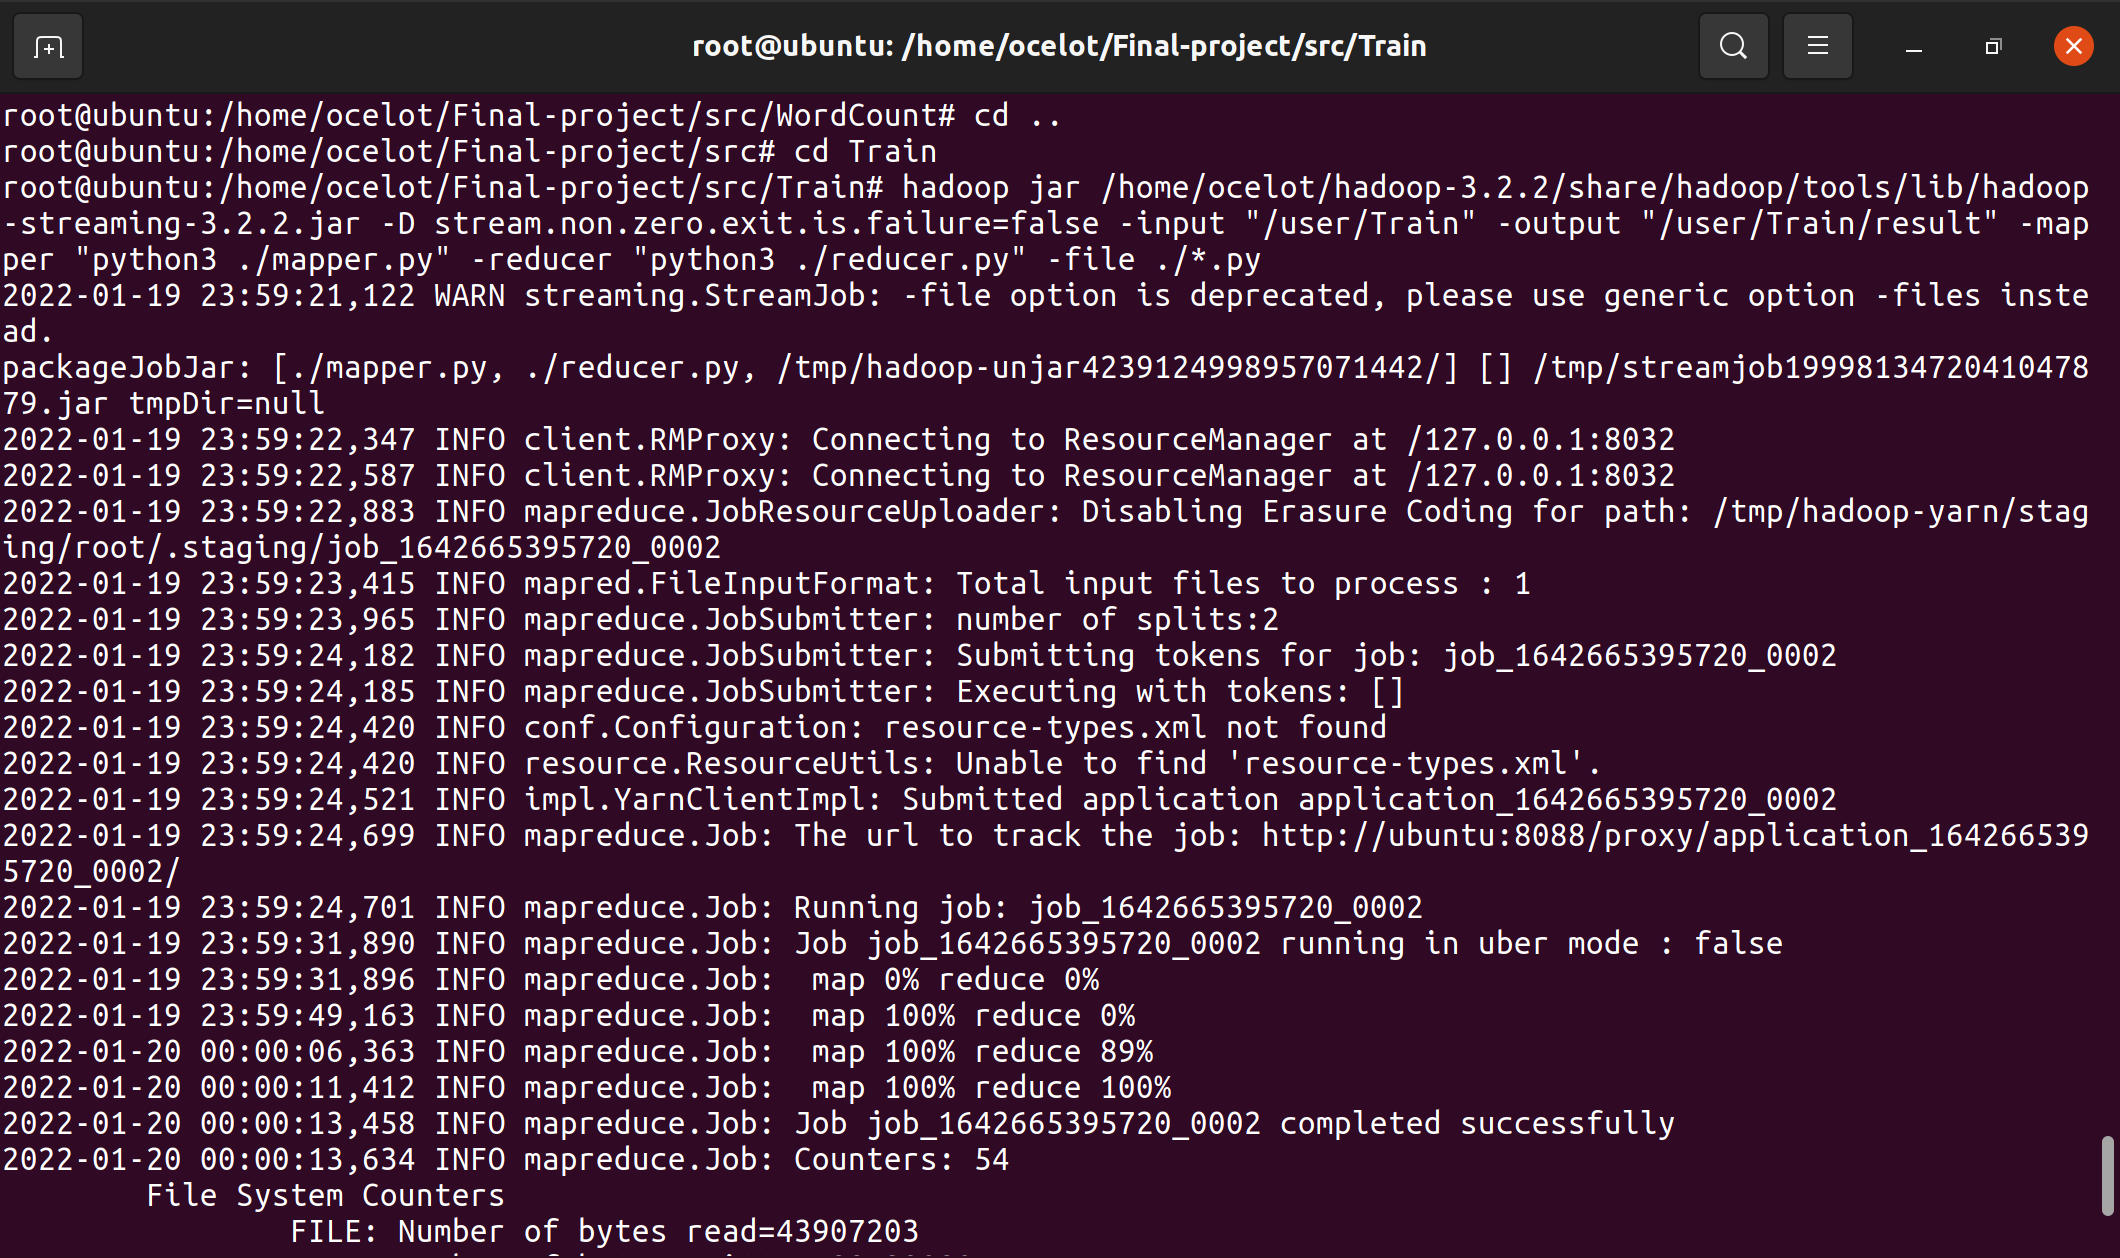 root@ubuntu: /home/ocelot/Final-project/src/Train
root@ubuntu:/home/ocelot/Final-project/src/WordCount# cd ..
root@ubuntu:/home/ocelot/Final-project/src# cd Train
root@ubuntu:/home/ocelot/Final-project/src/Train# hadoop jar /home/ocelot/hadoop-3.2.2/share/hadoop/tools/lib/hadoop
-streaming-3.2.2.jar -D stream.non.zero.exit.is.failure=false -input "/user/Train" -output "/user/Train/result" -map
per "python3 ./mapper.py" -reducer "python3 ./reducer.py" -file ./*.py
2022-01-19 23:59:21,122 WARN streaming.StreamJob: -file option is deprecated, please use generic option -files inste
ad.
packageJobJar: [./mapper.py, ./reducer.py, /tmp/hadoop-unjar4239124998957071442/] [] /tmp/streamjob19998134720410478
79.jar tmpDir=null
2022-01-19 23:59:22,347 INFO client.RMProxy: Connecting to ResourceManager at /127.0.0.1:8032
2022-01-19 23:59:22,587 INFO client.RMProxy: Connecting to ResourceManager at /127.0.0.1:8032
2022-01-19 23:59:22,883 INFO mapreduce.JobResourceUploader: Disabling Erasure Coding for path: /tmp/hadoop-yarn/stag
ing/root/.staging/job_1642665395720_0002
2022-01-19 23:59:23,415 INFO mapred.FileInputFormat: Total input files to process : 1
2022-01-19 23:59:23,965 INFO mapreduce.JobSubmitter: number of splits:2
2022-01-19 23:59:24,182 INFO mapreduce.JobSubmitter: Submitting tokens for job: job_1642665395720_0002
2022-01-19 23:59:24,185 INFO mapreduce.JobSubmitter: Executing with tokens: []
2022-01-19 23:59:24,420 INFO conf.Configuration: resource-types.xml not found
2022-01-19 23:59:24,420 INFO resource.ResourceUtils: Unable to find 'resource-types.xml'.
2022-01-19 23:59:24,521 INFO impl.YarnClientImpl: Submitted application application_1642665395720_0002
2022-01-19 23:59:24,699 INFO mapreduce.Job: The url to track the job: http://ubuntu:8088/proxy/application_164266539
5720_0002/
2022-01-19 23:59:24,701 INFO mapreduce.Job: Running job: job_1642665395720_0002
2022-01-19 23:59:31,890 INFO mapreduce.Job: Job job_1642665395720_0002 running in uber mode : false
2022-01-19 23:59:31,896 INFO mapreduce.Job:  map 0% reduce 0%
2022-01-19 23:59:49,163 INFO mapreduce.Job:  map 100% reduce 0%
2022-01-20 00:00:06,363 INFO mapreduce.Job:  map 100% reduce 89%
2022-01-20 00:00:11,412 INFO mapreduce.Job:  map 100% reduce 100%
2022-01-20 00:00:13,458 INFO mapreduce.Job: Job job_1642665395720_0002 completed successfully
2022-01-20 00:00:13,634 INFO mapreduce.Job: Counters: 54
File System Counters
FILE: Number of bytes read=43907203